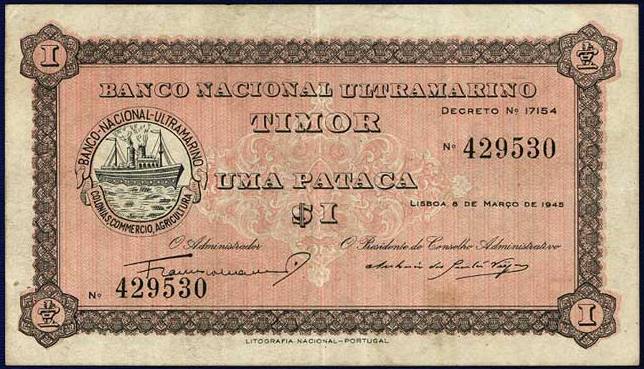 I
壹
BANCO NACIONAL ULTRAMARINO
DECRETO Nº 17154
TIMOR
Nº 429530
BANCO-NACIONAL-ULTRAMARINO
COLONIAS, COMMERCIO, AGRICULTURA
UMA PATACA
$1
LISBOA 8 DE MARÇO DE 1945
O Administrador
O Presidente do Conselho Administrativo
Nº 429530
壹
I
LITOGRAFIA NACIONAL-PORTUGAL